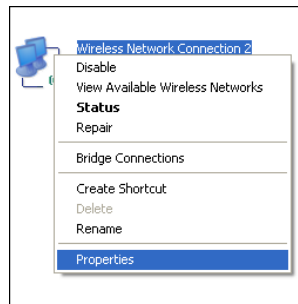 Wireless Network Connection 2
Disable
View Available Wireless Networks
Status
Repair
Bridge Connections
Create Shortcut
Delete
Rename
Properties